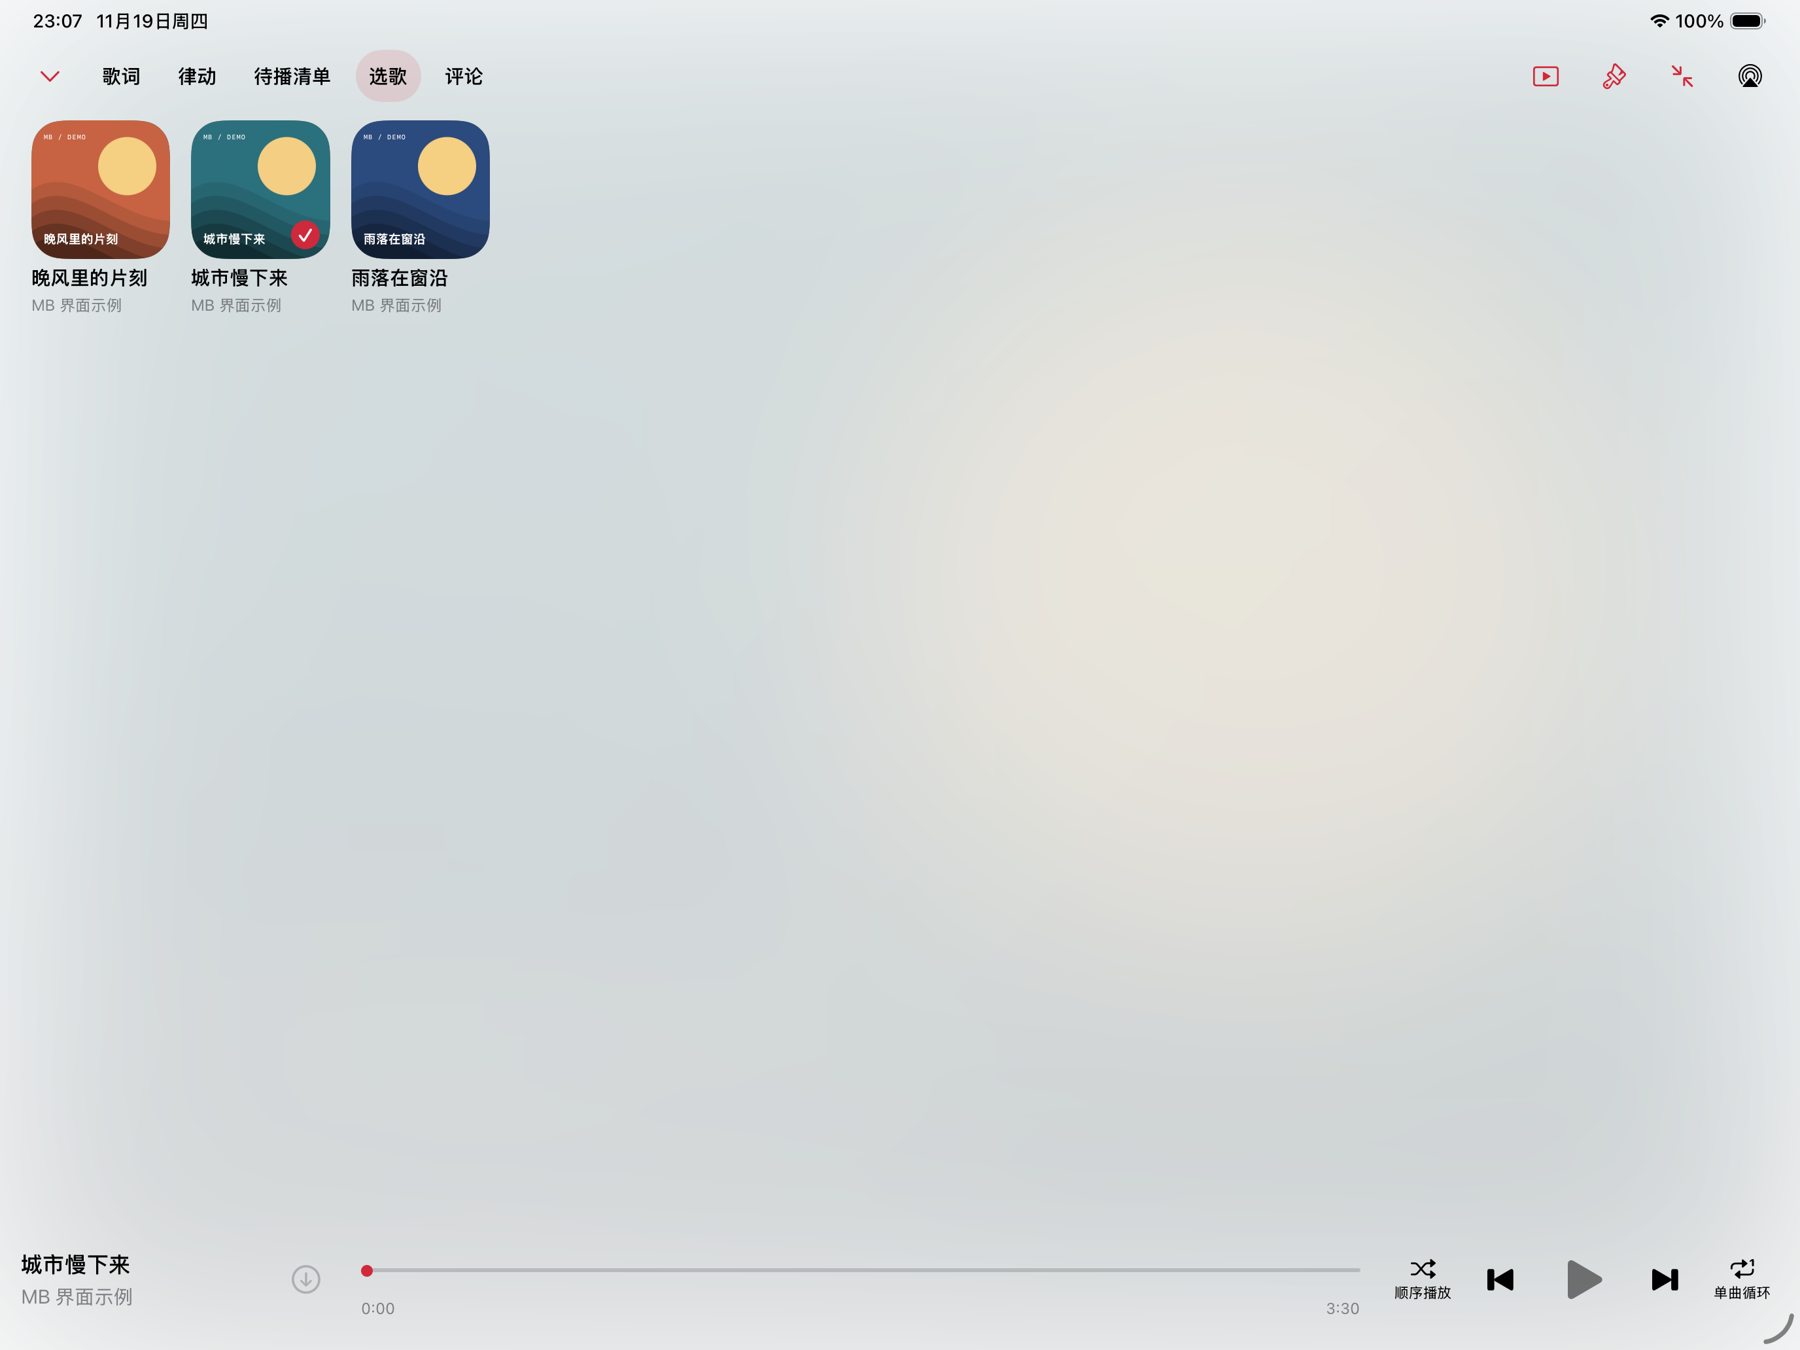 23:07 11月19日周四
100%
歌词 律动 待播清单 选歌 评论
MB / DEMO
晚风里的片刻
MB / DEMO
城市慢下来
MB / DEMO
雨落在窗沿
晚风里的片刻
MB 界面示例
城市慢下来
MB 界面示例
雨落在窗沿
MB 界面示例
城市慢下来
MB 界面示例
0:00
3:30
顺序播放
单曲循环